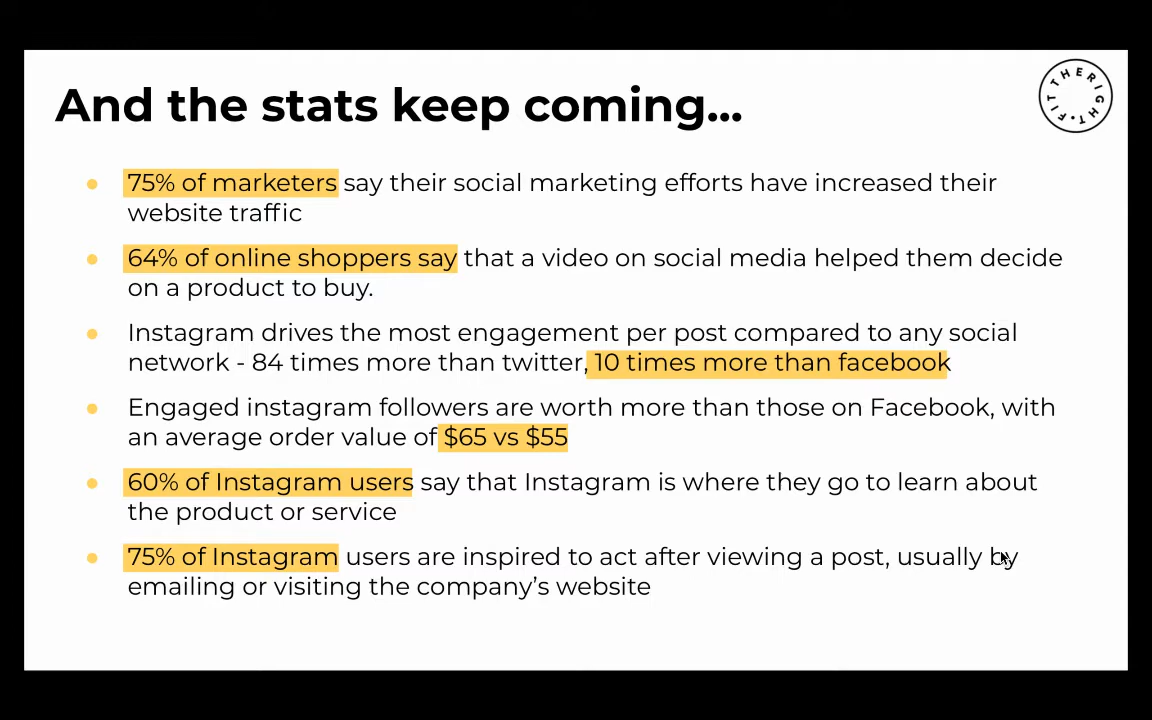 And the stats keep coming...
THE RIGHT FIT •
75% of marketers say their social marketing efforts have increased their
website traffic
64% of online shoppers say that a video on social media helped them decide
on a product to buy.
Instagram drives the most engagement per post compared to any social
network - 84 times more than twitter, 10 times more than facebook
Engaged instagram followers are worth more than those on Facebook, with
an average order value of $65 vs $55
60% of Instagram users say that Instagram is where they go to learn about
the product or service
75% of Instagram users are inspired to act after viewing a post, usually by
emailing or visiting the company’s website